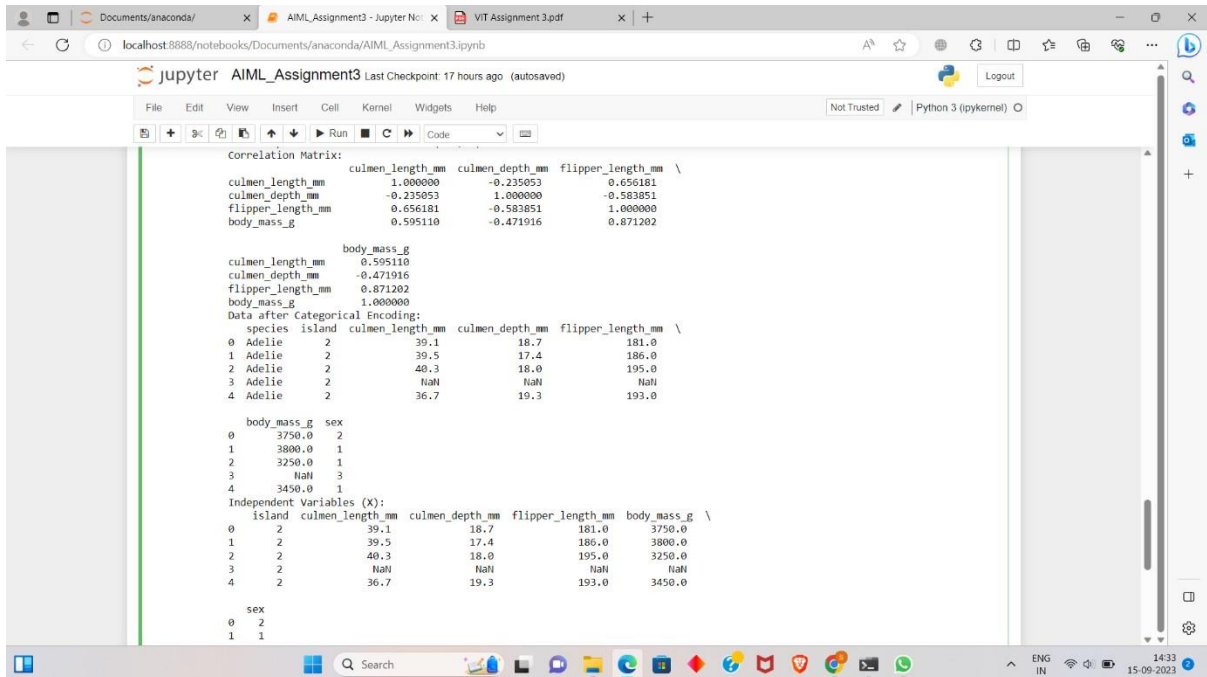 Documents/anaconda/
AIML_Assignment3 - Jupyter Not
VIT Assignment 3.pdf
localhost:8888/notebooks/Documents/anaconda/AIML_Assignment3.ipynb
jupyter AIML_Assignment3 Last Checkpoint: 17 hours ago (autosaved)
Logout
File Edit View Insert Cell Kernel Widgets Help
Not Trusted Python 3 (ipykernel)
Run Code
Correlation Matrix:
culmen_length_mm culmen_depth_mm flipper_length_mm \
culmen_length_mm 1.000000 -0.235053 0.656181
culmen_depth_mm -0.235053 1.000000 -0.583851
flipper_length_mm 0.656181 -0.583851 1.000000
body_mass_g 0.595110 -0.471916 0.871202
body_mass_g
culmen_length_mm 0.595110
culmen_depth_mm -0.471916
flipper_length_mm 0.871202
body_mass_g 1.000000
Data after Categorical Encoding:
species island culmen_length_mm culmen_depth_mm flipper_length_mm \
0 Adelie 2 39.1 18.7 181.0
1 Adelie 2 39.5 17.4 186.0
2 Adelie 2 40.3 18.0 195.0
3 Adelie 2 NaN NaN NaN
4 Adelie 2 36.7 19.3 193.0
body_mass_g sex
0 3750.0 2
1 3800.0 1
2 3250.0 1
3 NaN 3
4 3450.0 1
Independent Variables (X):
island culmen_length_mm culmen_depth_mm flipper_length_mm body_mass_g \
0 2 39.1 18.7 181.0 3750.0
1 2 39.5 17.4 186.0 3800.0
2 2 40.3 18.0 195.0 3250.0
3 2 NaN NaN NaN NaN
4 2 36.7 19.3 193.0 3450.0
sex
0 2
1 1
Search
ENG
IN
14:33
15-09-2023
2